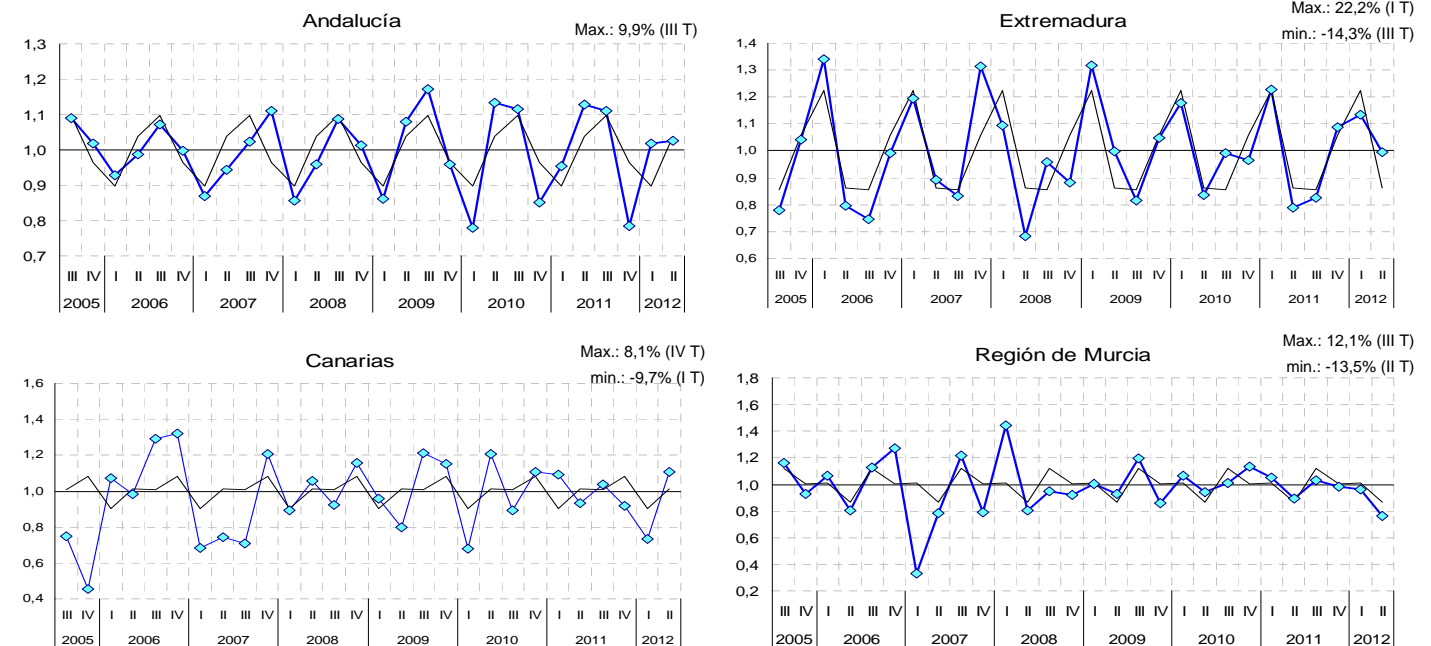 Andalucía
Max.: 9,9% (III T)
1,3
1,2
1,1
1,0
0,9
0,8
0,7
III IV I II III IV I II III IV I II III IV I II III IV I II III IV I II III IV I II
2005 2006 2007 2008 2009 2010 2011 2012
Extremadura
Max.: 22,2% (I T)
min.: -14,3% (III T)
1,4
1,3
1,2
1,1
1,0
0,9
0,8
0,7
0,6
III IV I II III IV I II III IV I II III IV I II III IV I II III IV I II III IV I II
2005 2006 2007 2008 2009 2010 2011 2012
Canarias
Max.: 8,1% (IV T)
min.: -9,7% (I T)
1,6
1,4
1,2
1,0
0,8
0,6
0,4
III IV I II III IV I II III IV I II III IV I II III IV I II III IV I II III IV I II
2005 2006 2007 2008 2009 2010 2011 2012
Región de Murcia
Max.: 12,1% (III T)
min.: -13,5% (II T)
1,8
1,6
1,4
1,2
1,0
0,8
0,6
0,4
0,2
III IV I II III IV I II III IV I II III IV I II III IV I II III IV I II III IV I II
2005 2006 2007 2008 2009 2010 2011 2012